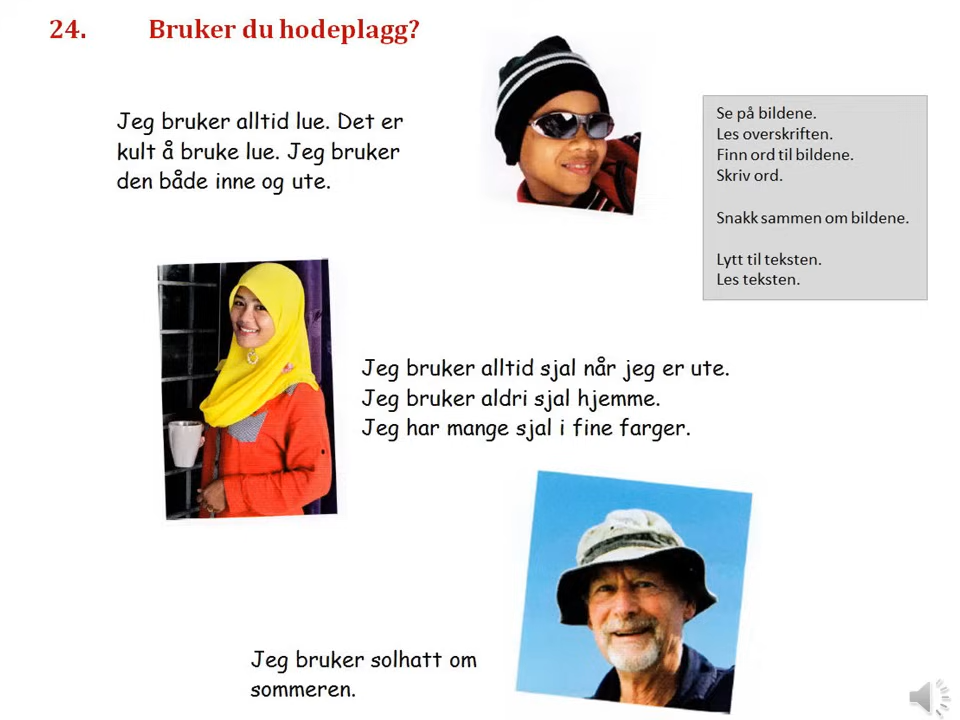 24. Bruker du hodeplagg?
Jeg bruker alltid lue. Det er
kult å bruke lue. Jeg bruker
den både inne og ute.
Se på bildene.
Les overskriften.
Finn ord til bildene.
Skriv ord.
Snakk sammen om bildene.
Lytt til teksten.
Les teksten.
Jeg bruker alltid sjal når jeg er ute.
Jeg bruker aldri sjal hjemme.
Jeg har mange sjal i fine farger.
Jeg bruker solhatt om
sommeren.